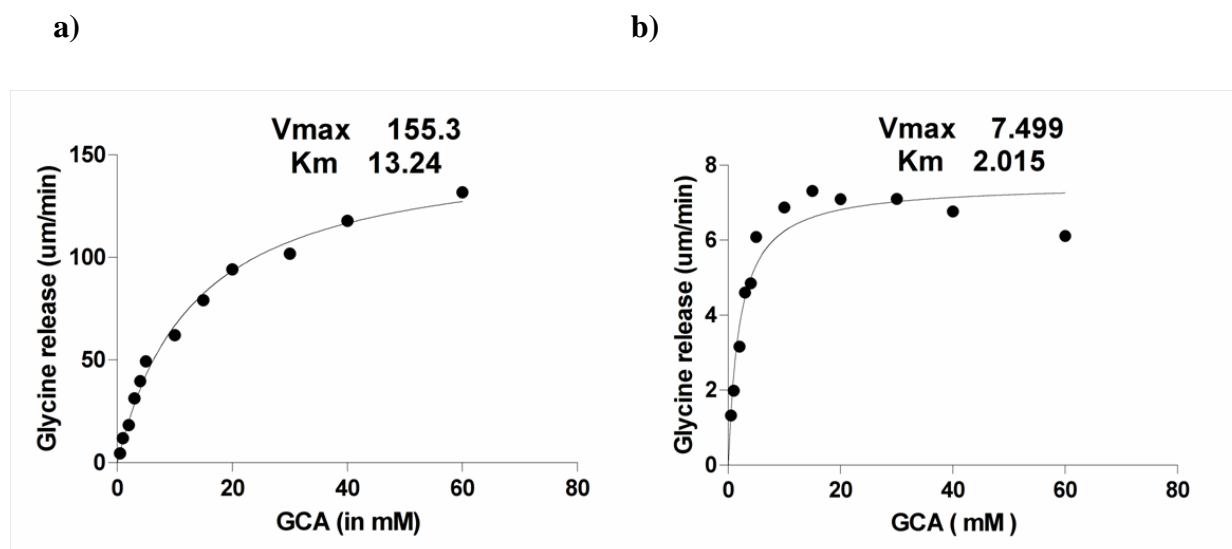 a)
b)
Vmax 155.3
Km 13.24
150
100
50
0
0 20 40 60 80
Glycine release (um/min)
GCA (in mM)
Vmax 7.499
Km 2.015
8
6
4
2
0
0 20 40 60 80
Glycine release (um/min)
GCA ( mM )